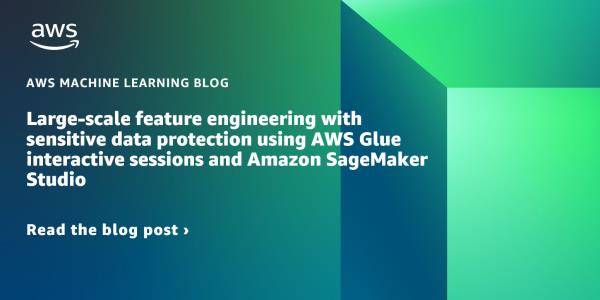 aws
AWS MACHINE LEARNING BLOG
Large-scale feature engineering with
sensitive data protection using AWS Glue
interactive sessions and Amazon SageMaker
Studio
Read the blog post ›